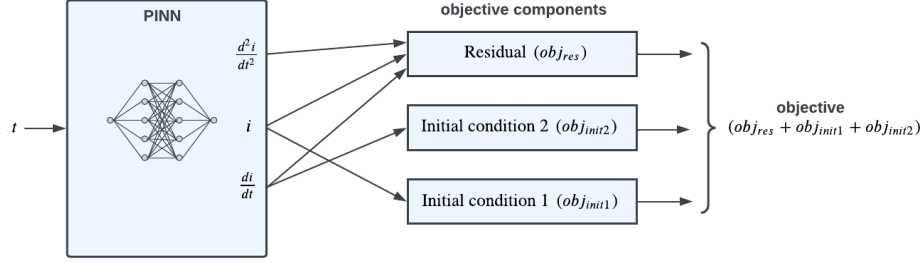 objective components
PINN
d²i/dt²
Residual (obj_res)
objective
t
i
Initial condition 2 (obj_init2)
(obj_res + obj_init1 + obj_init2)
di/dt
Initial condition 1 (obj_init1)